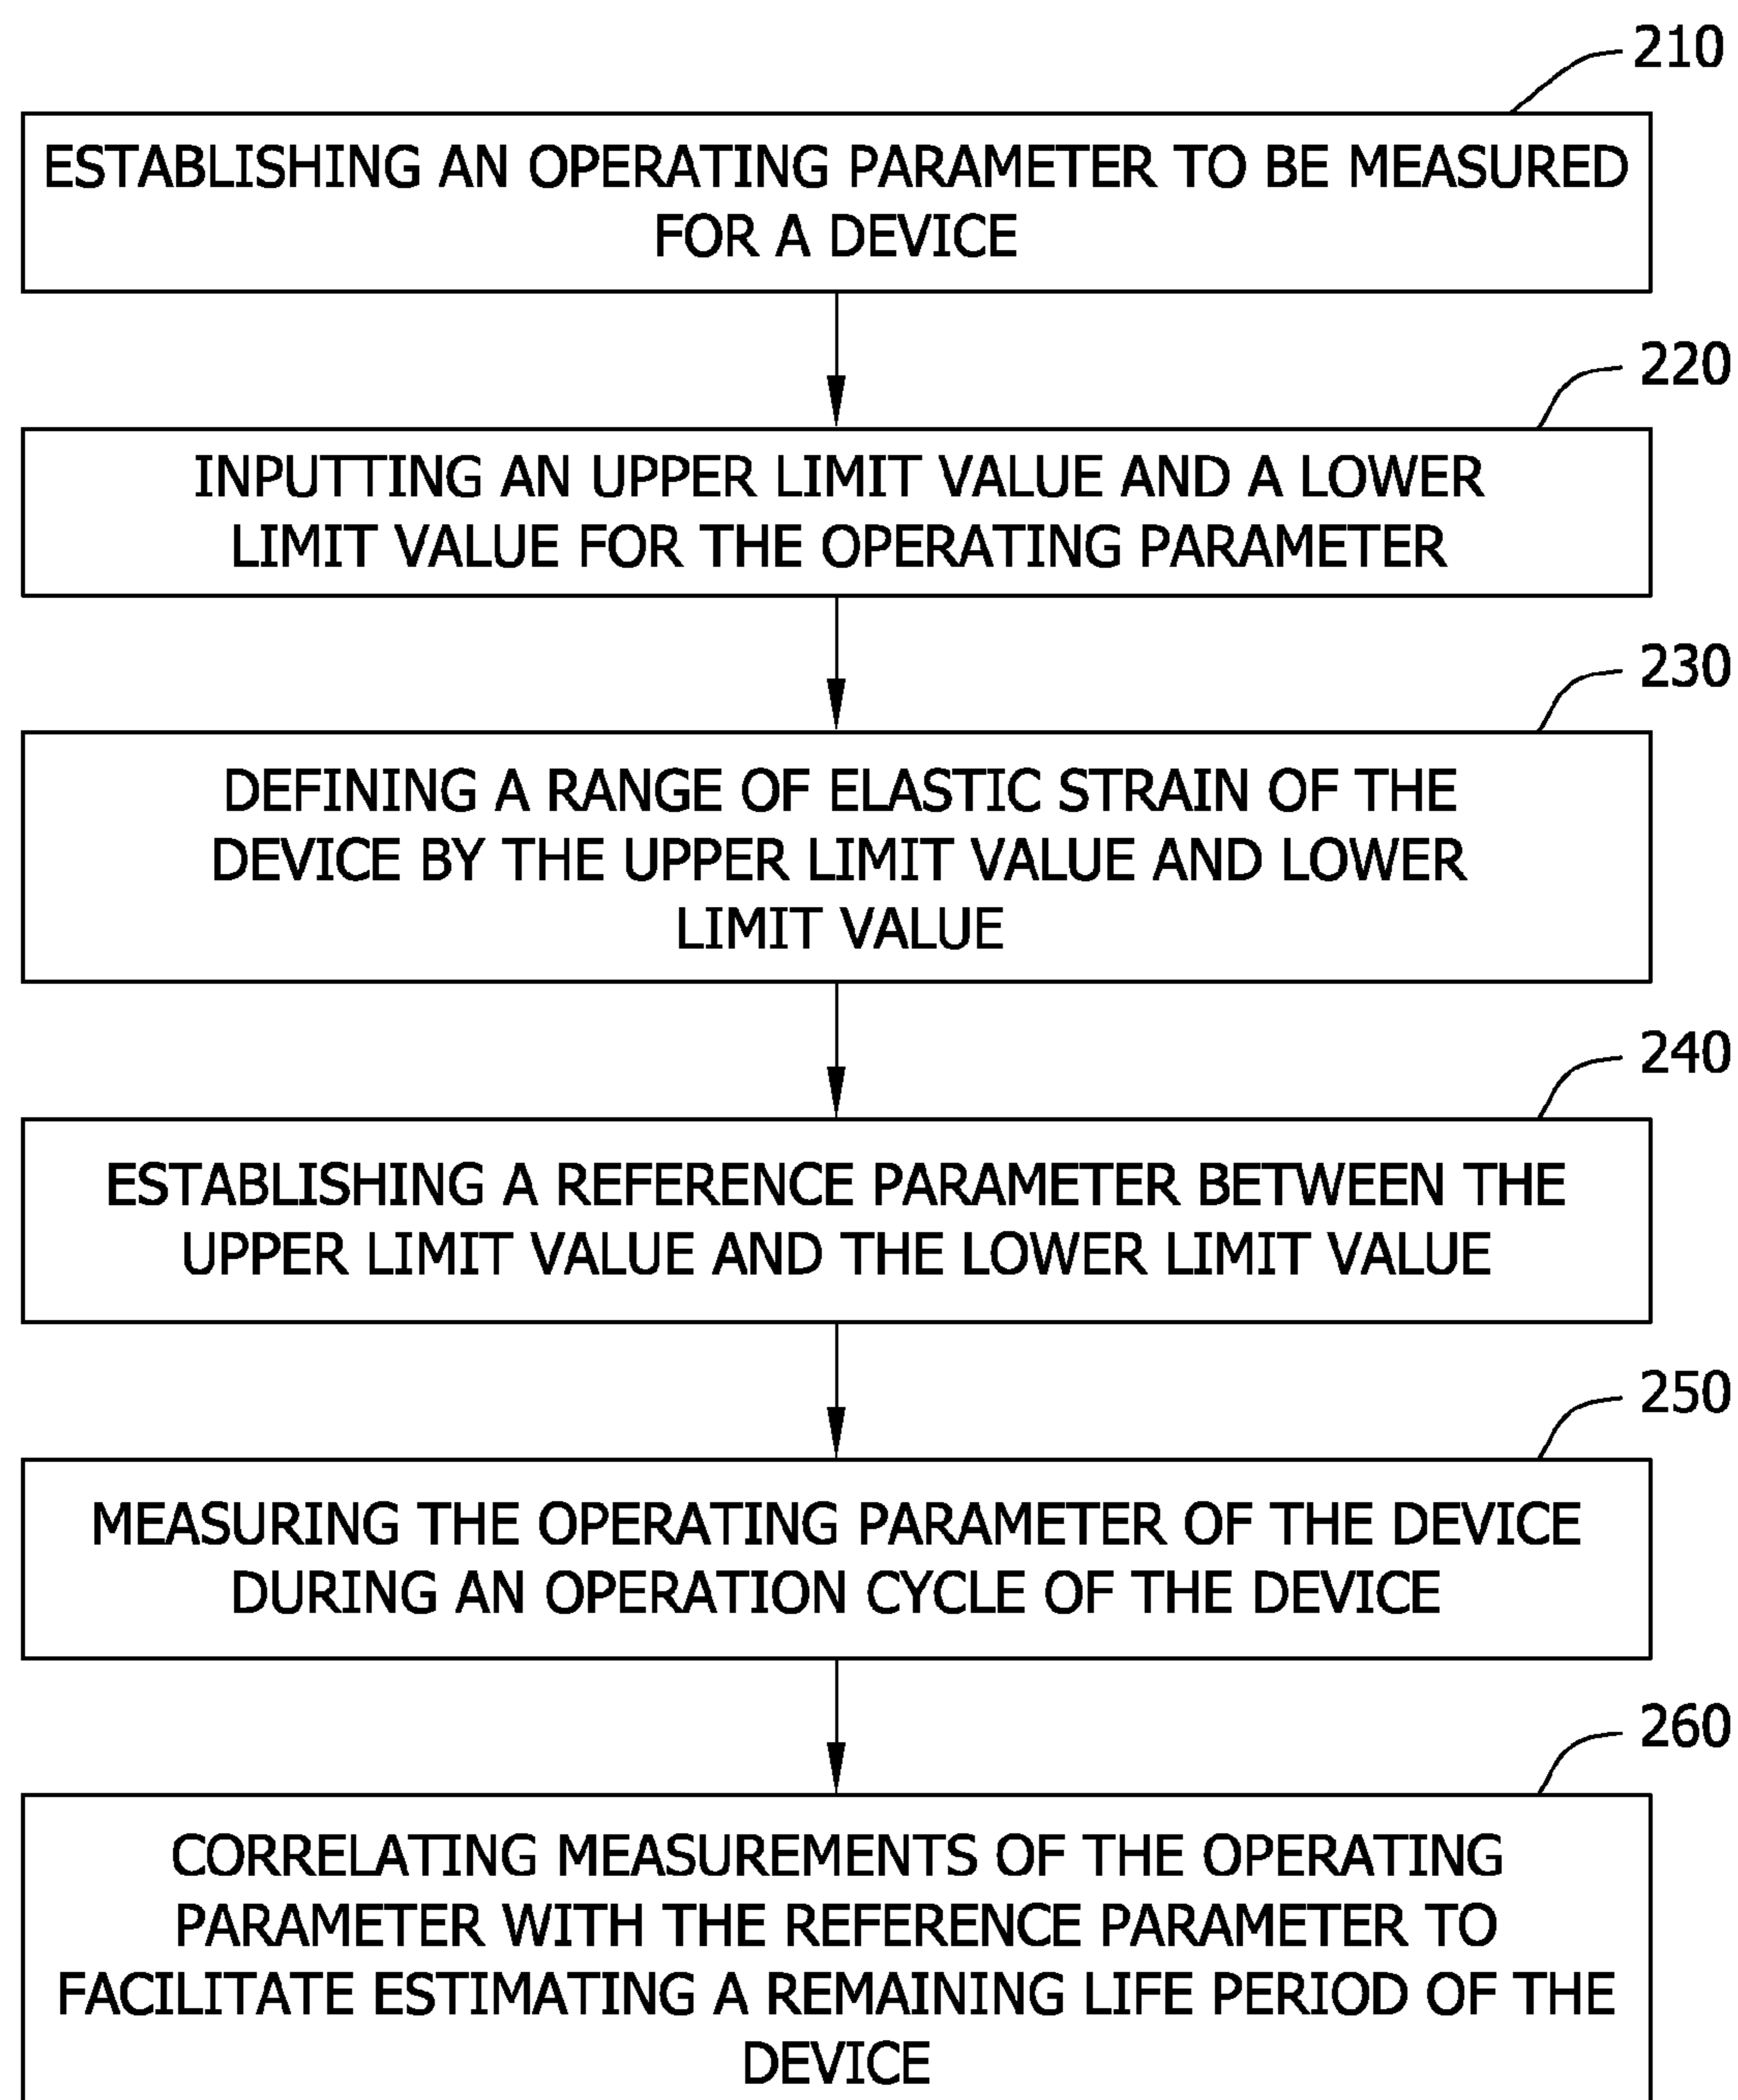 210
ESTABLISHING AN OPERATING PARAMETER TO BE MEASURED
FOR A DEVICE
220
INPUTTING AN UPPER LIMIT VALUE AND A LOWER
LIMIT VALUE FOR THE OPERATING PARAMETER
230
DEFINING A RANGE OF ELASTIC STRAIN OF THE
DEVICE BY THE UPPER LIMIT VALUE AND LOWER
LIMIT VALUE
240
ESTABLISHING A REFERENCE PARAMETER BETWEEN THE
UPPER LIMIT VALUE AND THE LOWER LIMIT VALUE
250
MEASURING THE OPERATING PARAMETER OF THE DEVICE
DURING AN OPERATION CYCLE OF THE DEVICE
260
CORRELATING MEASUREMENTS OF THE OPERATING
PARAMETER WITH THE REFERENCE PARAMETER TO
FACILITATE ESTIMATING A REMAINING LIFE PERIOD OF THE
DEVICE